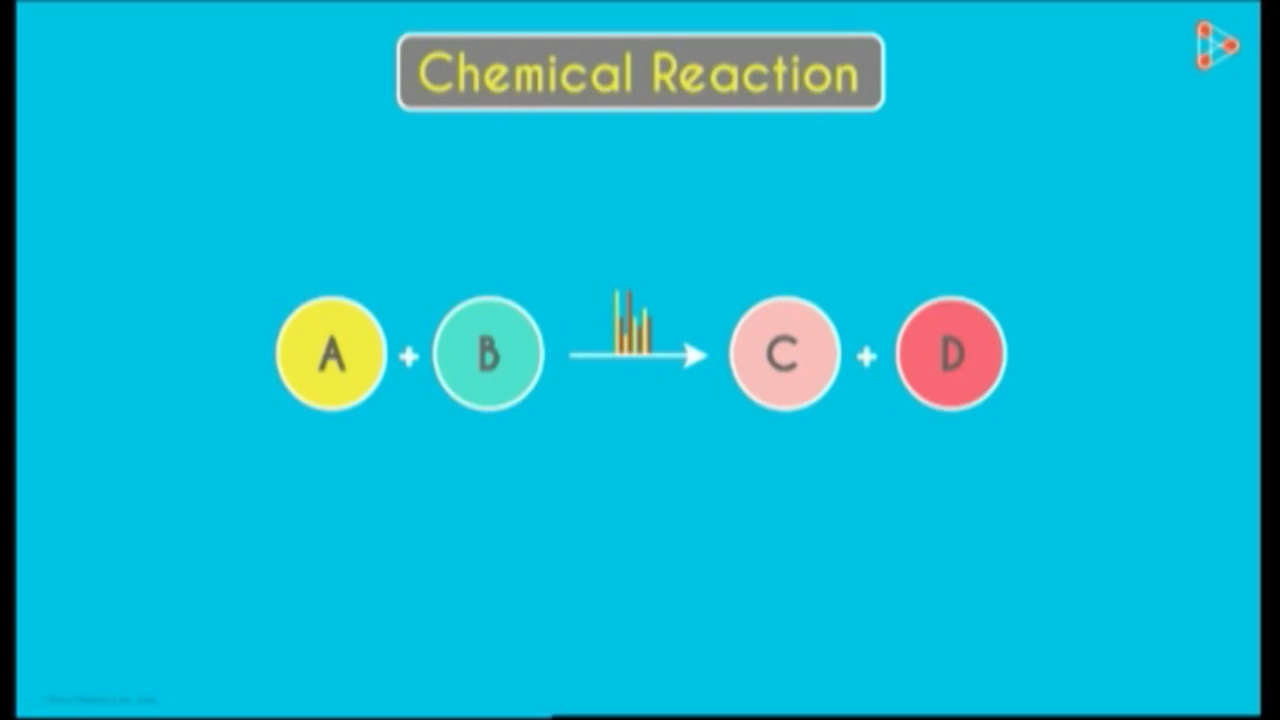 Chemical Reaction
A + B → C + D